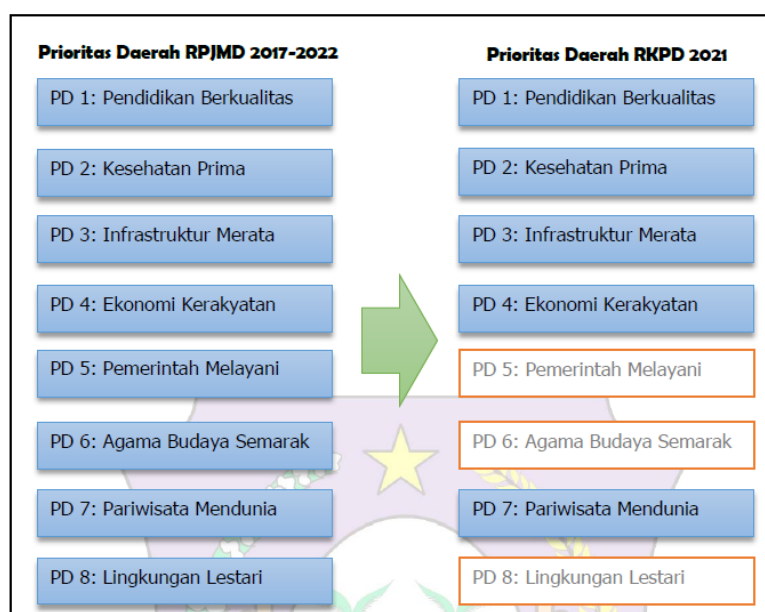 Prioritas Daerah RPJMD 2017-2022
PD 1: Pendidikan Berkualitas
PD 2: Kesehatan Prima
PD 3: Infrastruktur Merata
PD 4: Ekonomi Kerakyatan
PD 5: Pemerintah Melayani
PD 6: Agama Budaya Semarak
PD 7: Pariwisata Mendunia
PD 8: Lingkungan Lestari
Prioritas Daerah RKPD 2021
PD 1: Pendidikan Berkualitas
PD 2: Kesehatan Prima
PD 3: Infrastruktur Merata
PD 4: Ekonomi Kerakyatan
PD 5: Pemerintah Melayani
PD 6: Agama Budaya Semarak
PD 7: Pariwisata Mendunia
PD 8: Lingkungan Lestari